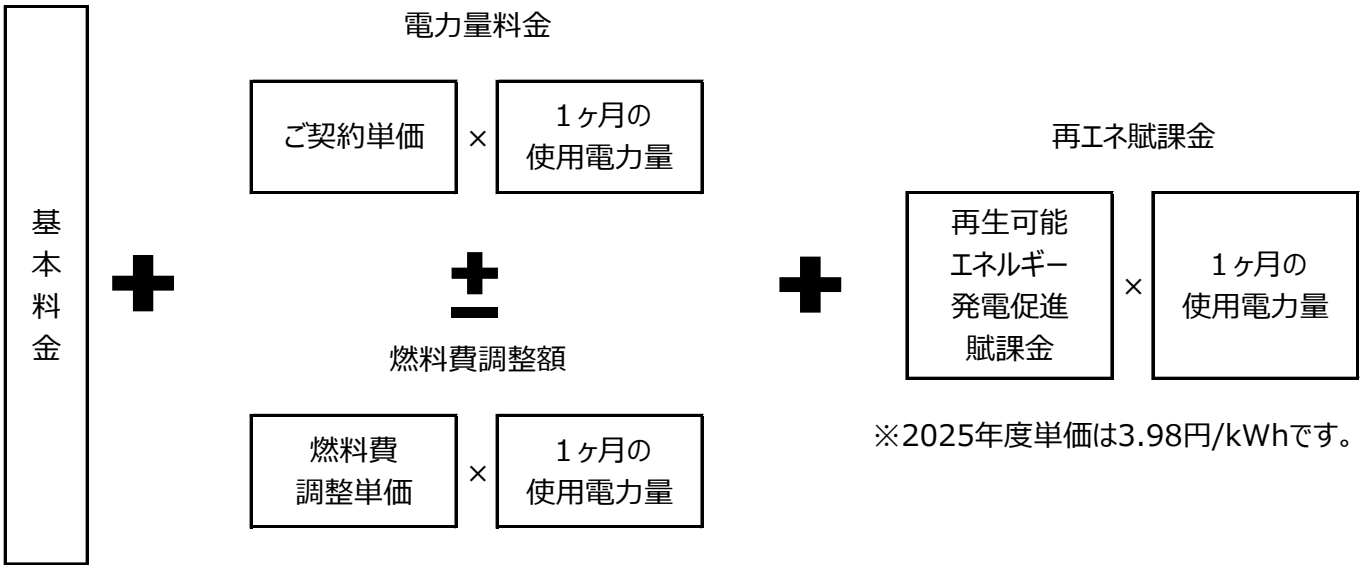 基
本
料
金
電力量料金
ご契約単価
×
1ヶ月の
使用電力量
燃料費調整額
燃料費
調整単価
×
1ヶ月の
使用電力量
再エネ賦課金
再生可能
エネルギー
発電促進
賦課金
×
1ヶ月の
使用電力量
※2025年度単価は3.98円/kWhです。